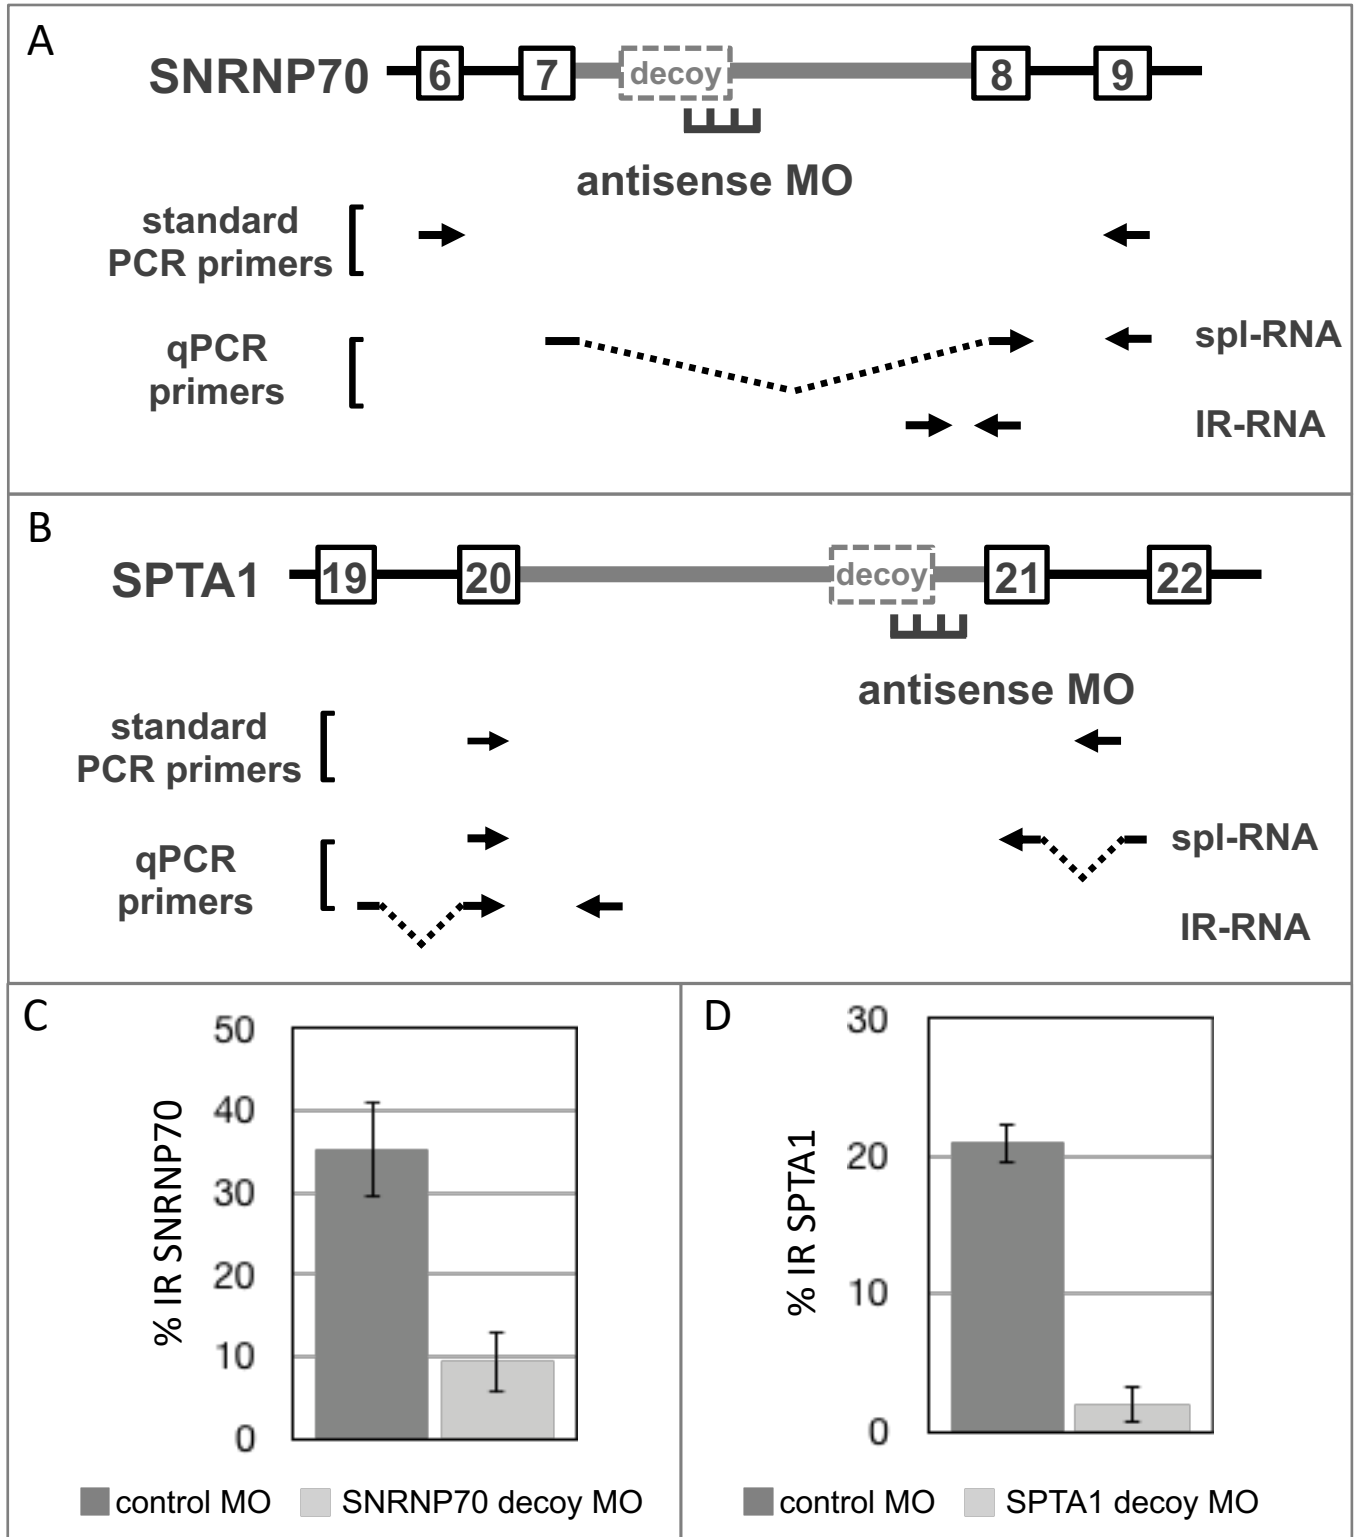 A
SNRNP70 6 7 decoy 8 9
antisense MO
standard
PCR primers
qPCR
primers
spl-RNA
IR-RNA
B
SPTA1 19 20 decoy 21 22
antisense MO
standard
PCR primers
qPCR
primers
spl-RNA
IR-RNA
C
% IR SNRNP70
50
40
30
20
10
0
control MO SNRNP70 decoy MO
D
% IR SPTA1
30
20
10
0
control MO SPTA1 decoy MO